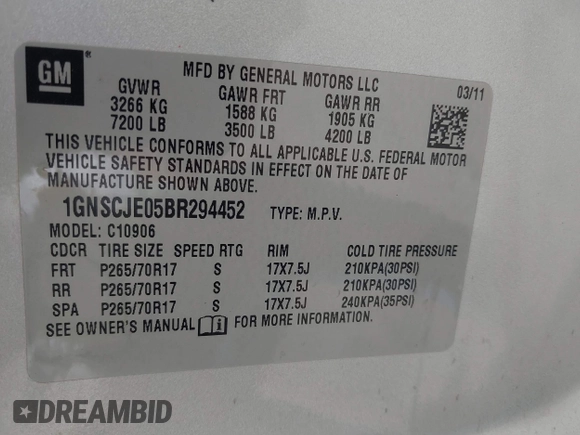 GM
®
MFD BY GENERAL MOTORS LLC
03/11
GVWR GAWR FRT GAWR RR
3266 KG 1588 KG 1905 KG
7200 LB 3500 LB 4200 LB
THIS VEHICLE CONFORMS TO ALL APPLICABLE U.S. FEDERAL MOTOR
VEHICLE SAFETY STANDARDS IN EFFECT ON THE DATE OF
MANUFACTURE SHOWN ABOVE.
1GNSCJE05BR294452 TYPE: M.P.V.
MODEL: C10906
CDCR TIRE SIZE SPEED RTG RIM COLD TIRE PRESSURE
FRT P265/70R17 S 17X7.5J 210KPA(30PSI)
RR P265/70R17 S 17X7.5J 210KPA(30PSI)
SPA P265/70R17 S 17X7.5J 240KPA(35PSI)
SEE OWNER'S MANUAL FOR MORE INFORMATION.
DREAMBID